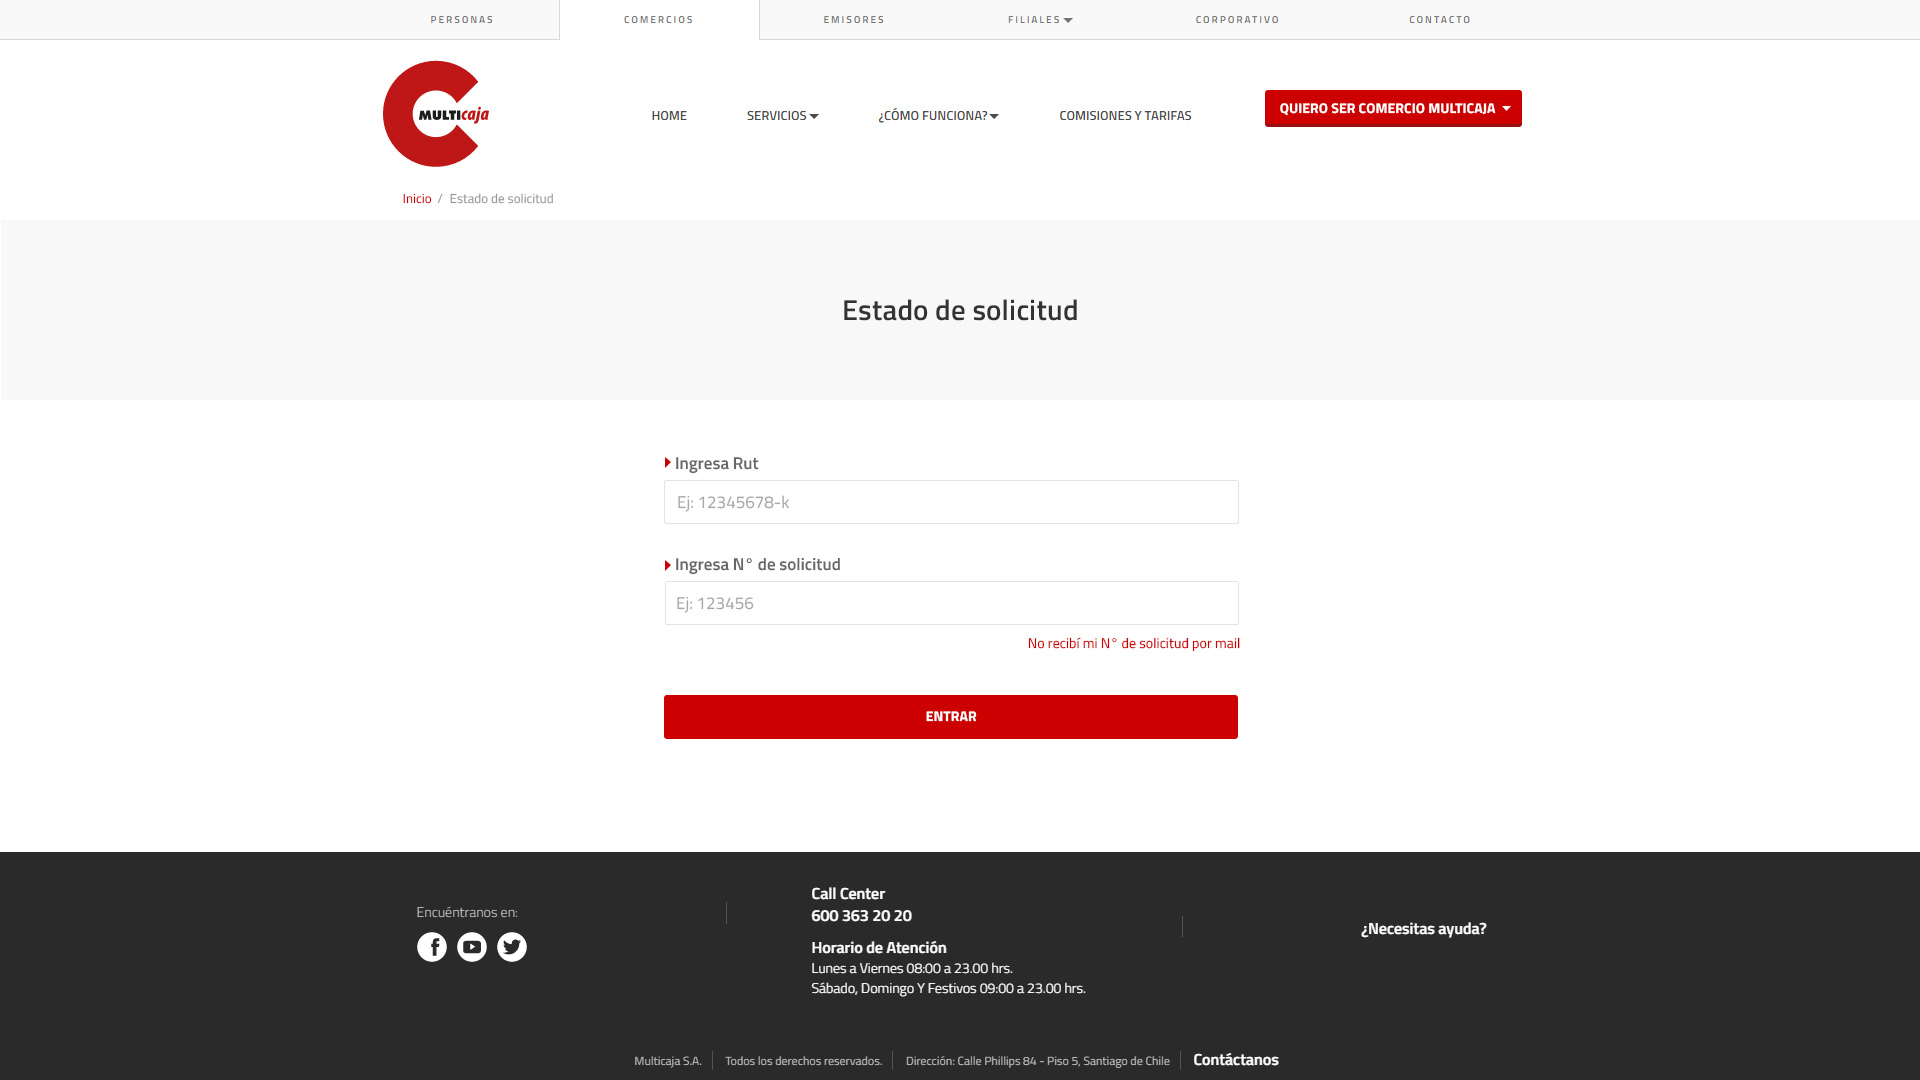 PERSONAS
COMERCIOS
EMISORES
FILIALES
CORPORATIVO
CONTACTO
MULTIcaja
HOME
SERVICIOS
¿CÓMO FUNCIONA?
COMISIONES Y TARIFAS
QUIERO SER COMERCIO MULTICAJA
Inicio / Estado de solicitud
Estado de solicitud
Ingresa Rut
Ej: 12345678-k
Ingresa N° de solicitud
Ej: 123456
No recibí mi N° de solicitud por mail
ENTRAR
Encuéntranos en:
Call Center
600 363 20 20
Horario de Atención
Lunes a Viernes 08:00 a 23.00 hrs.
Sábado, Domingo Y Festivos 09:00 a 23.00 hrs.
¿Necesitas ayuda?
Multicaja S.A.
Todos los derechos reservados.
Dirección: Calle Phillips 84 - Piso 5, Santiago de Chile
Contáctanos